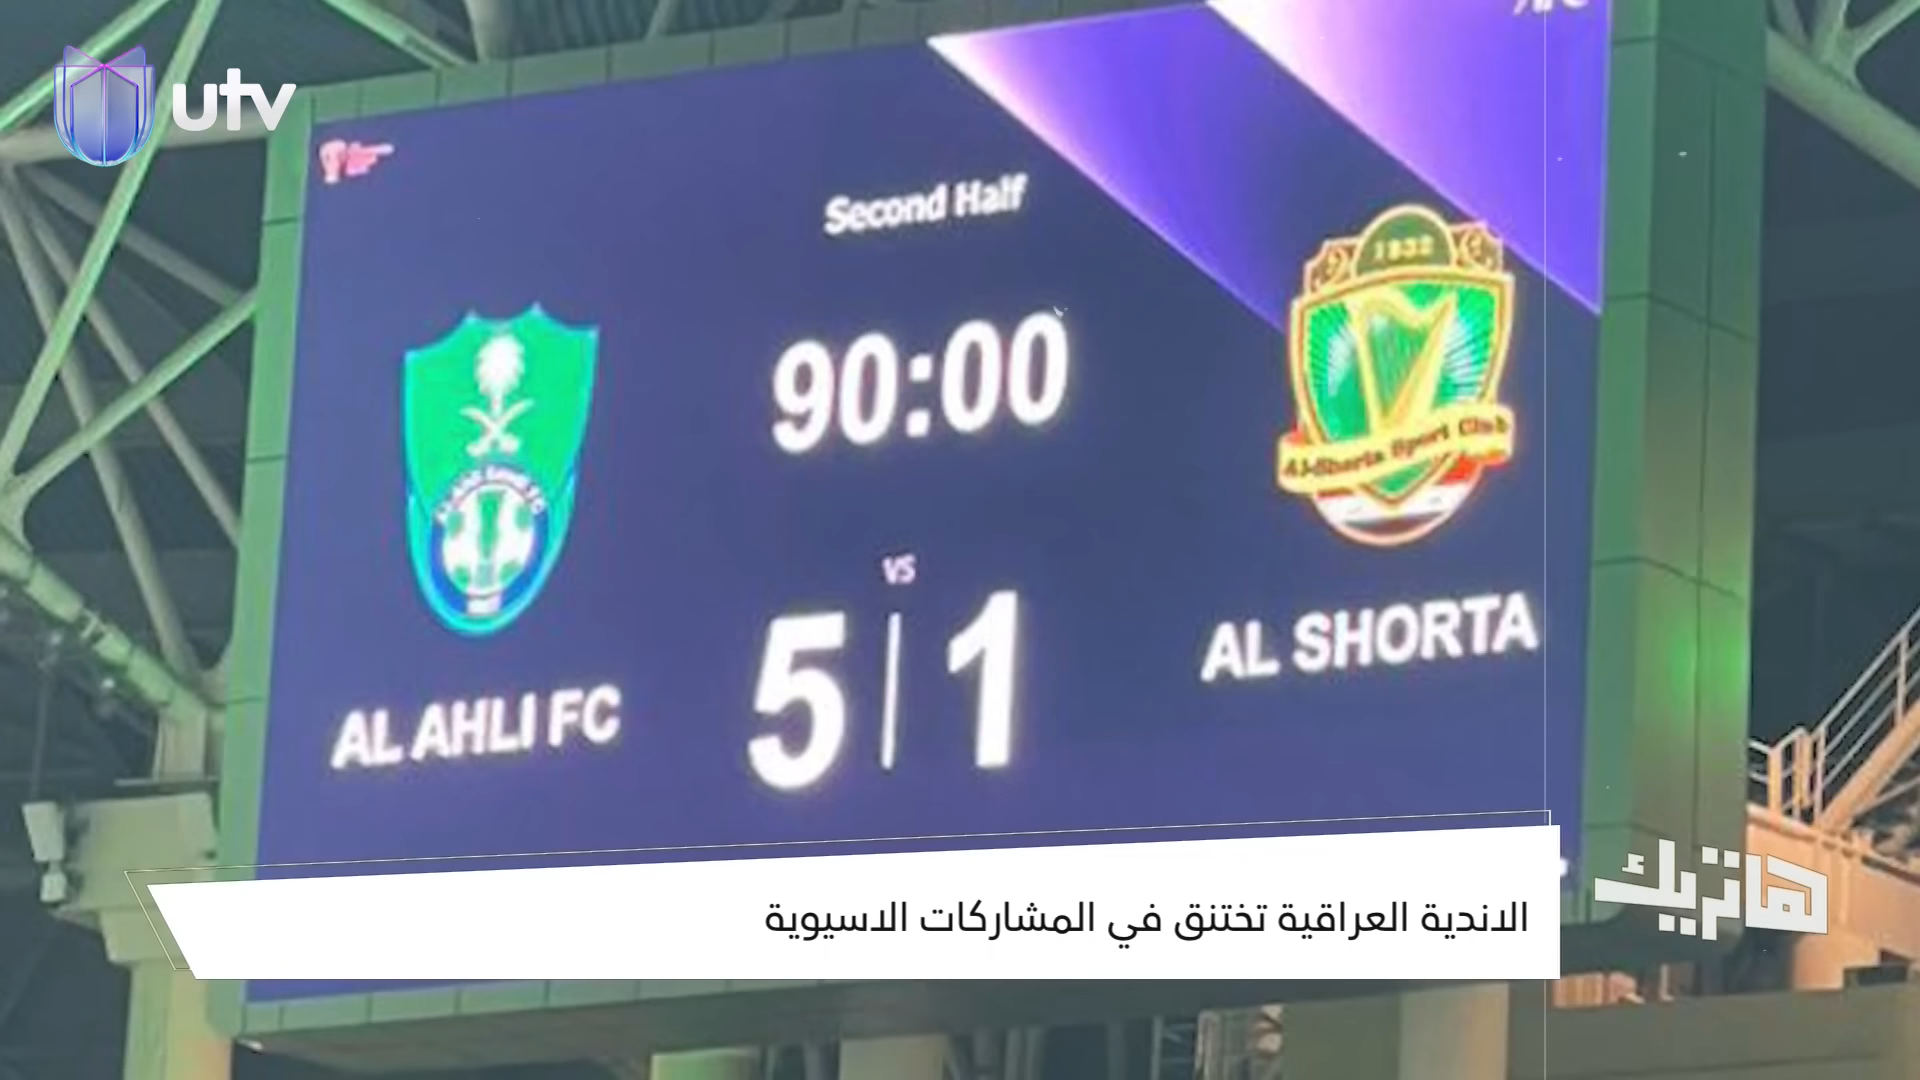 utv
Second Half
1932
90:00
Al-Shorta Sport Club
VS
5 | 1
AL AHLI FC
AL SHORTA
الاندية العراقية تختنق في المشاركات الاسيوية
هاتريك